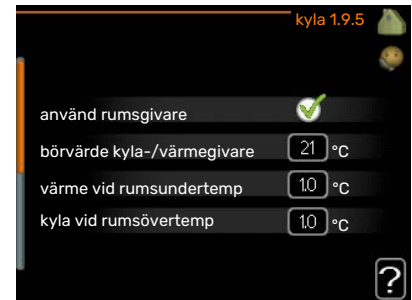 kyla 1.9.5
använd rumsgivare
börvärde kyla-/värmegivare 21 °C
värme vid rumsundertemp 1.0 °C
kyla vid rumsövertemp 1.0 °C
?